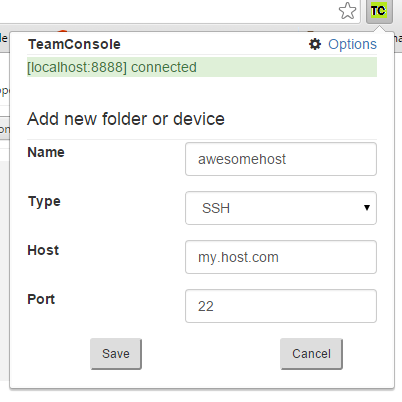 TC
TeamConsole Options
[localhost:8888] connected
Add new folder or device
Name awesomehost
Type SSH
Host my.host.com
Port 22
Save Cancel